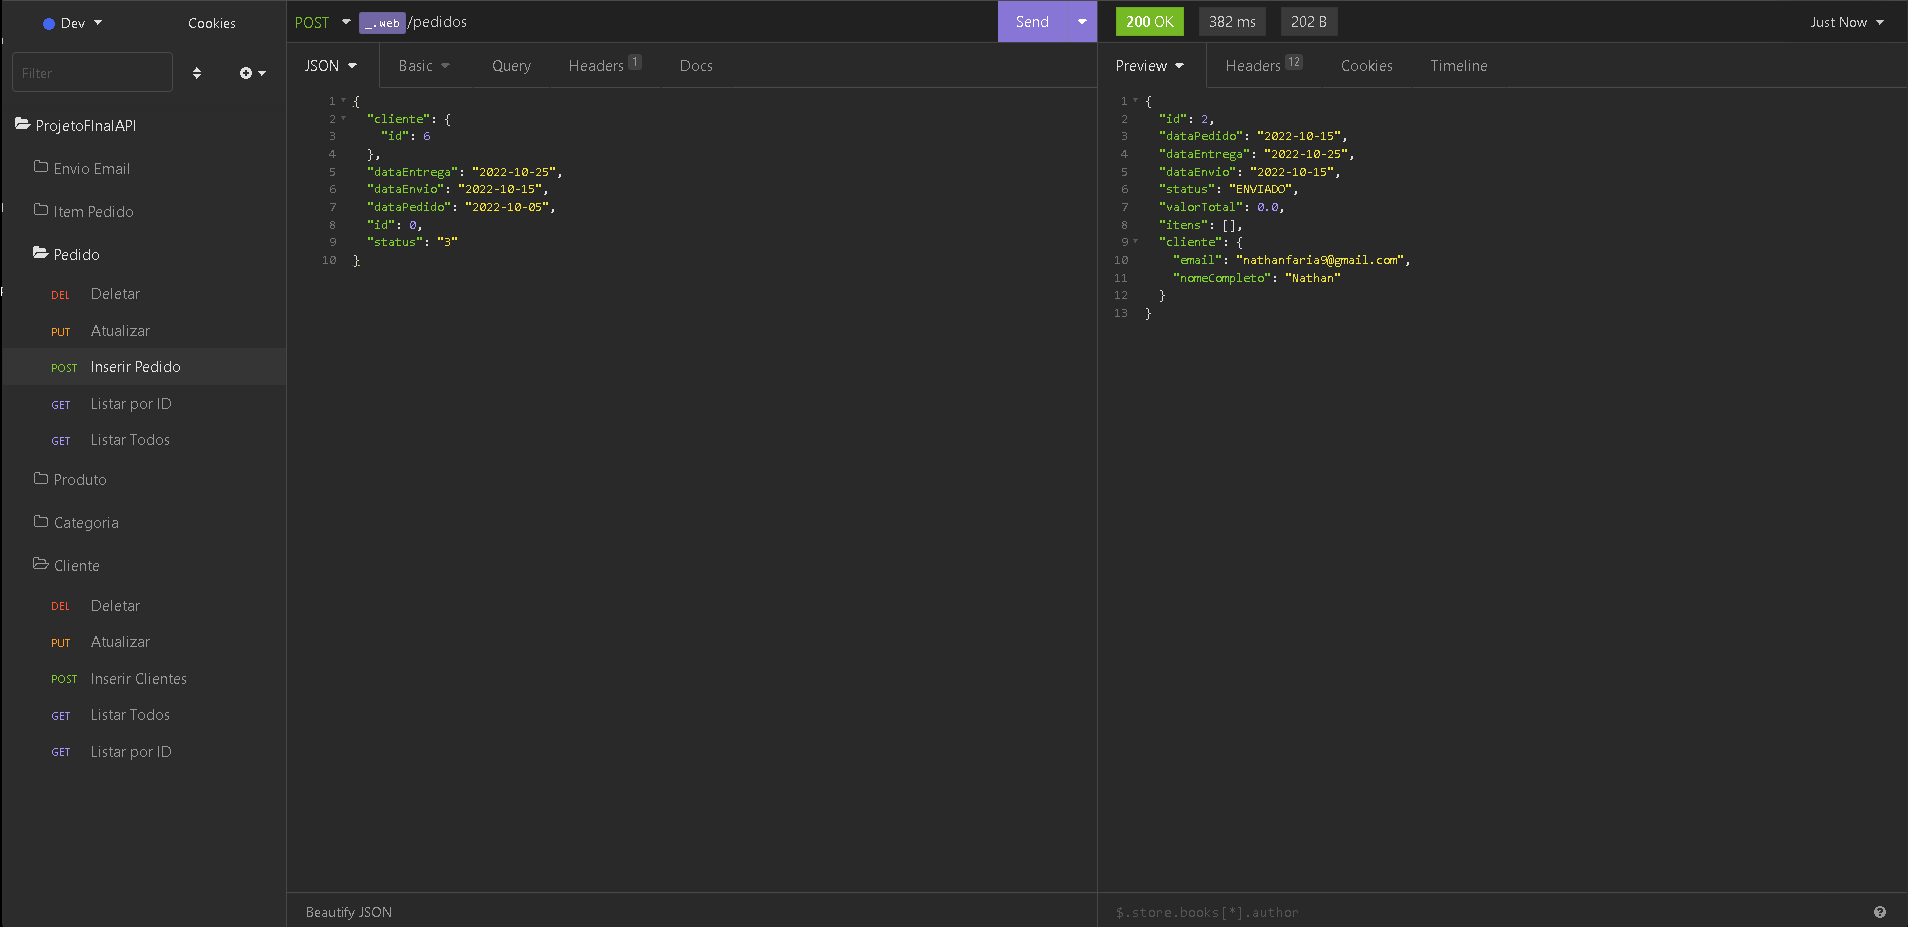 Dev
Cookies
Filter
ProjetoFInalAPI
Envio Email
Item Pedido
Pedido
DEL Deletar
PUT Atualizar
POST Inserir Pedido
GET Listar por ID
GET Listar Todos
Produto
Categoria
Cliente
DEL Deletar
PUT Atualizar
POST Inserir Clientes
GET Listar Todos
GET Listar por ID
POST _.web /pedidos
Send
JSON Basic Query Headers 1 Docs
1 {
2 "cliente": {
3 "id": 6
4 },
5 "dataEntrega": "2022-10-25",
6 "dataEnvio": "2022-10-15",
7 "dataPedido": "2022-10-05",
8 "id": 0,
9 "status": "3"
10 }
Beautify JSON
200 OK 382 ms 202 B Just Now
Preview Headers 12 Cookies Timeline
1 {
2 "id": 2,
3 "dataPedido": "2022-10-15",
4 "dataEntrega": "2022-10-25",
5 "dataEnvio": "2022-10-15",
6 "status": "ENVIADO",
7 "valorTotal": 0.0,
8 "itens": [],
9 "cliente": {
10 "email": "nathanfaria9@gmail.com",
11 "nomeCompleto": "Nathan"
12 }
13 }
$.store.books[*].author